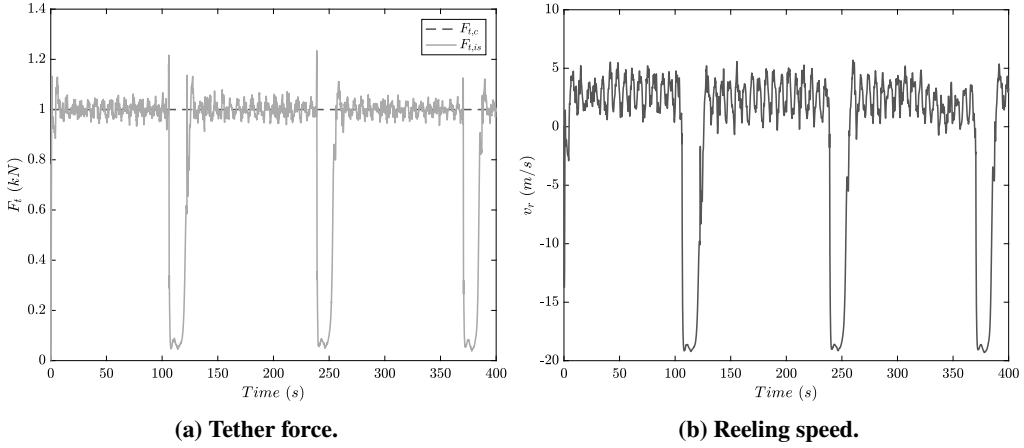 1.4
1.2
1
0.8
0.6
0.4
0.2
0
F_t (kN)
F_{t,c}
F_{t,is}
0 50 100 150 200 250 300 350 400
Time (s)
(a) Tether force.
10
5
0
-5
-10
-15
-20
v_r (m/s)
0 50 100 150 200 250 300 350 400
Time (s)
(b) Reeling speed.